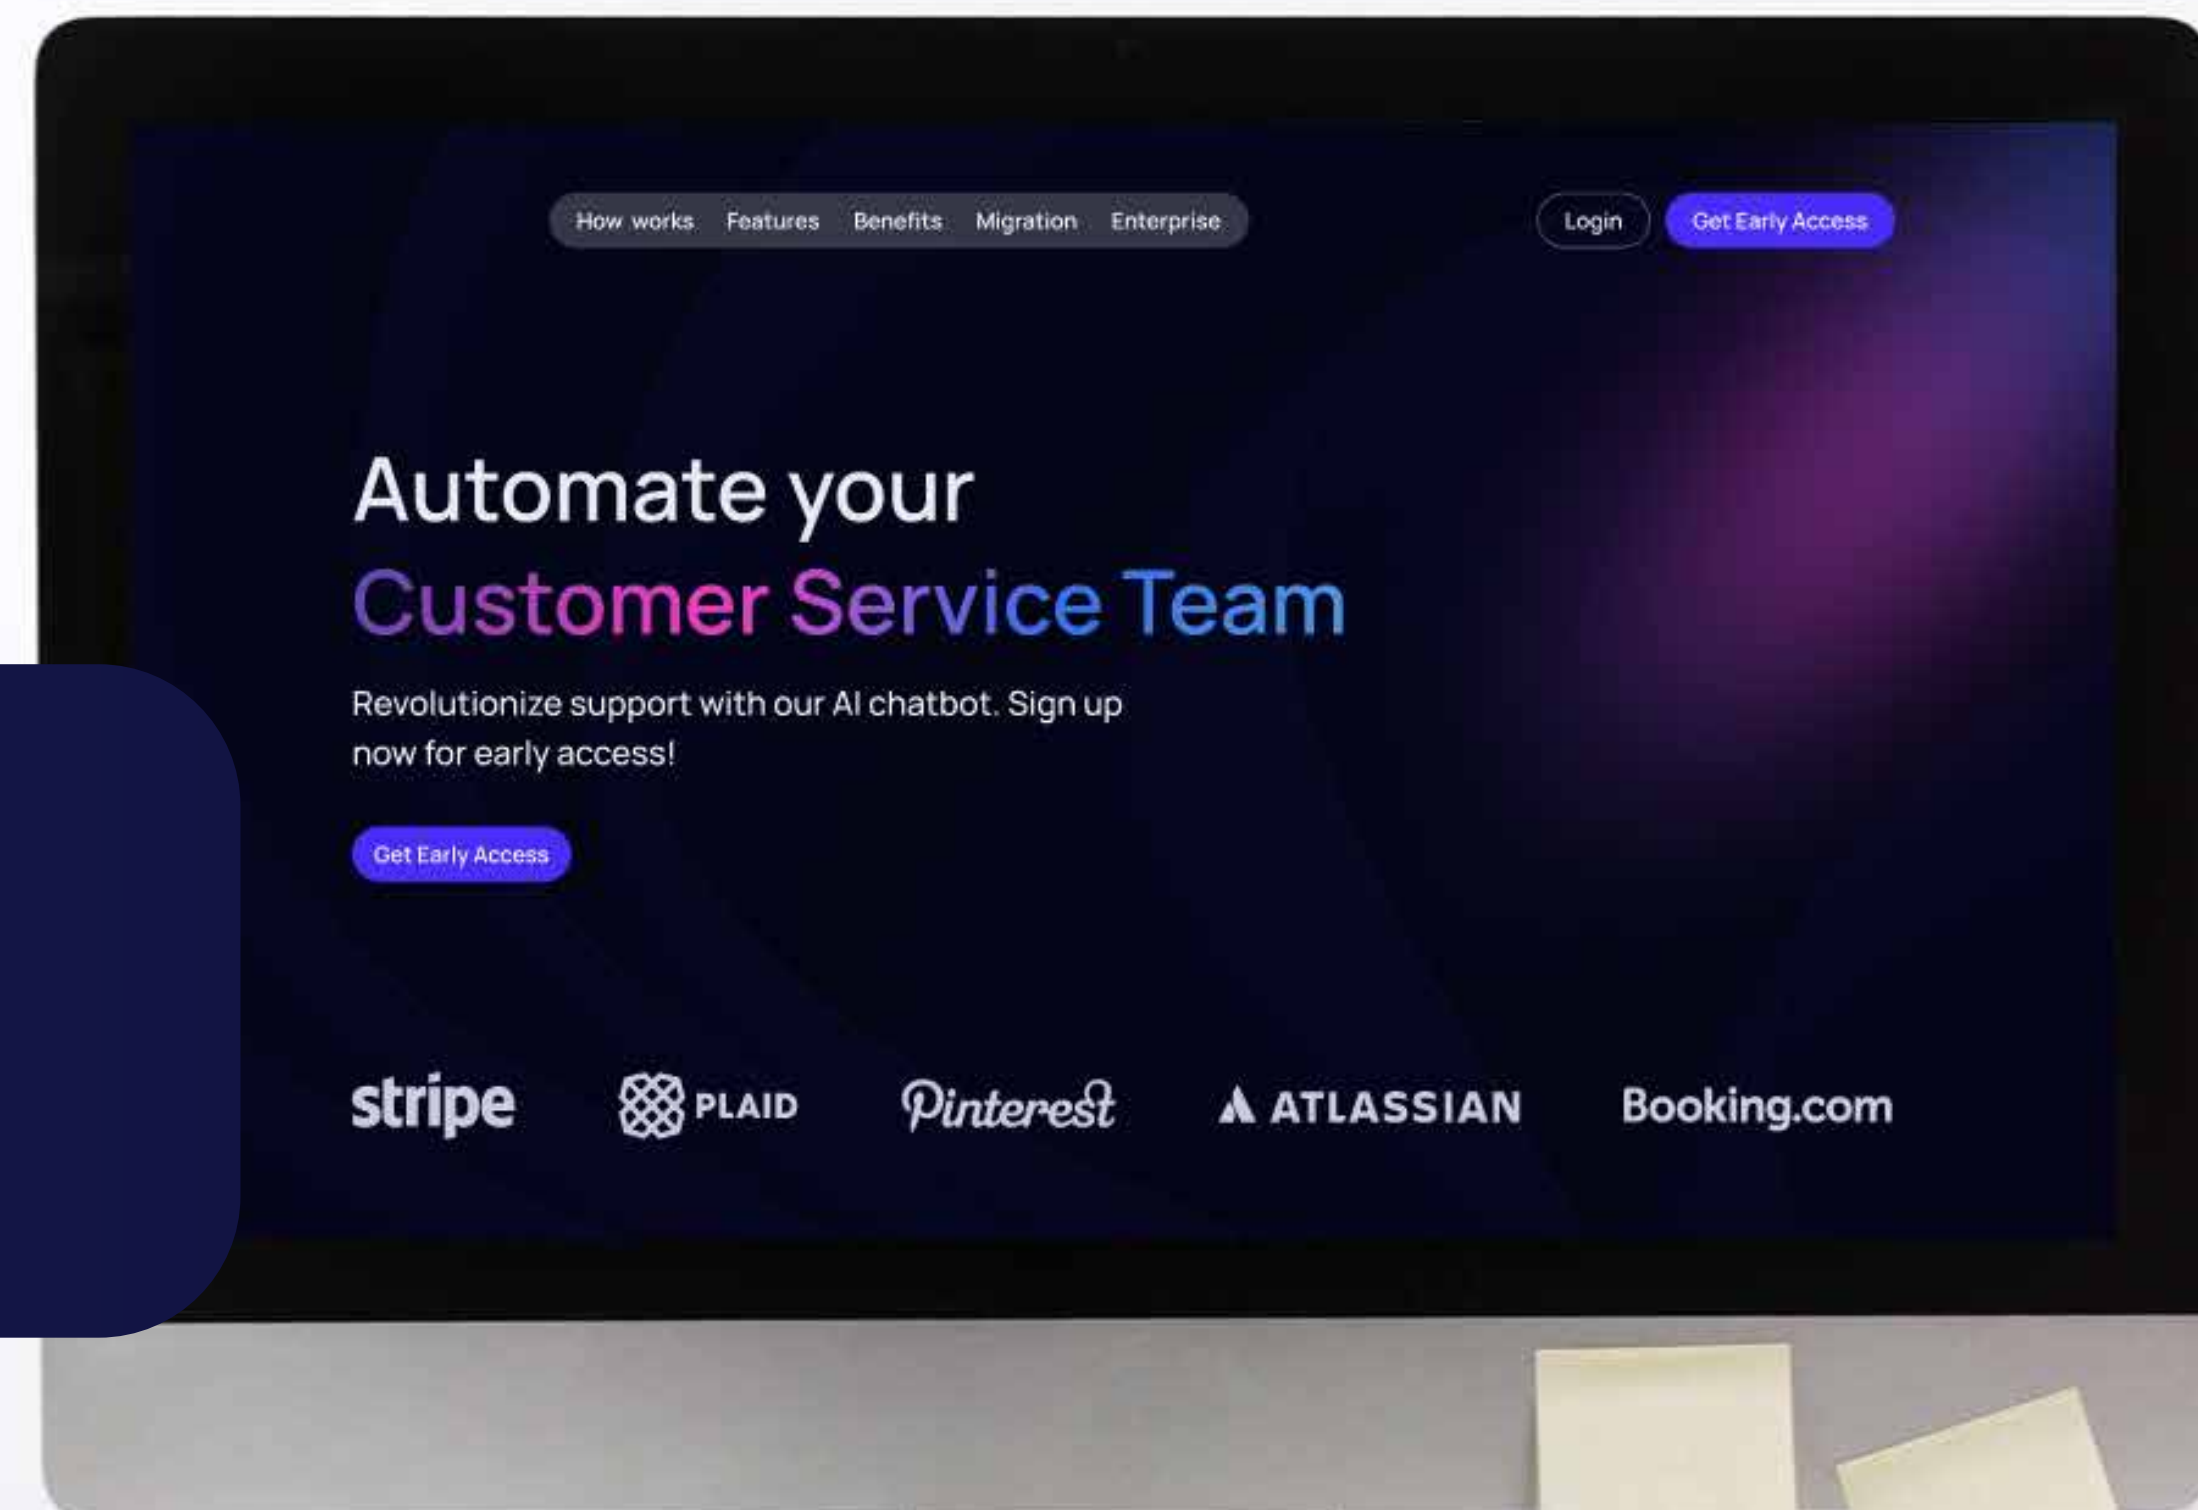 How works Features Benefits Migration Enterprise Login Get Early Access
Automate your
Customer Service Team
Revolutionize support with our AI chatbot. Sign up
now for early access!
Get Early Access
stripe PLAID Pinterest ATLASSIAN Booking.com